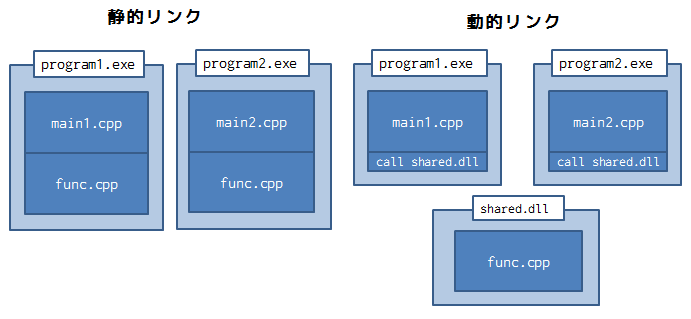 静的リンク
program1.exe
main1.cpp
func.cpp
program2.exe
main2.cpp
func.cpp
動的リンク
program1.exe
main1.cpp
call shared.dll
program2.exe
main2.cpp
call shared.dll
shared.dll
func.cpp